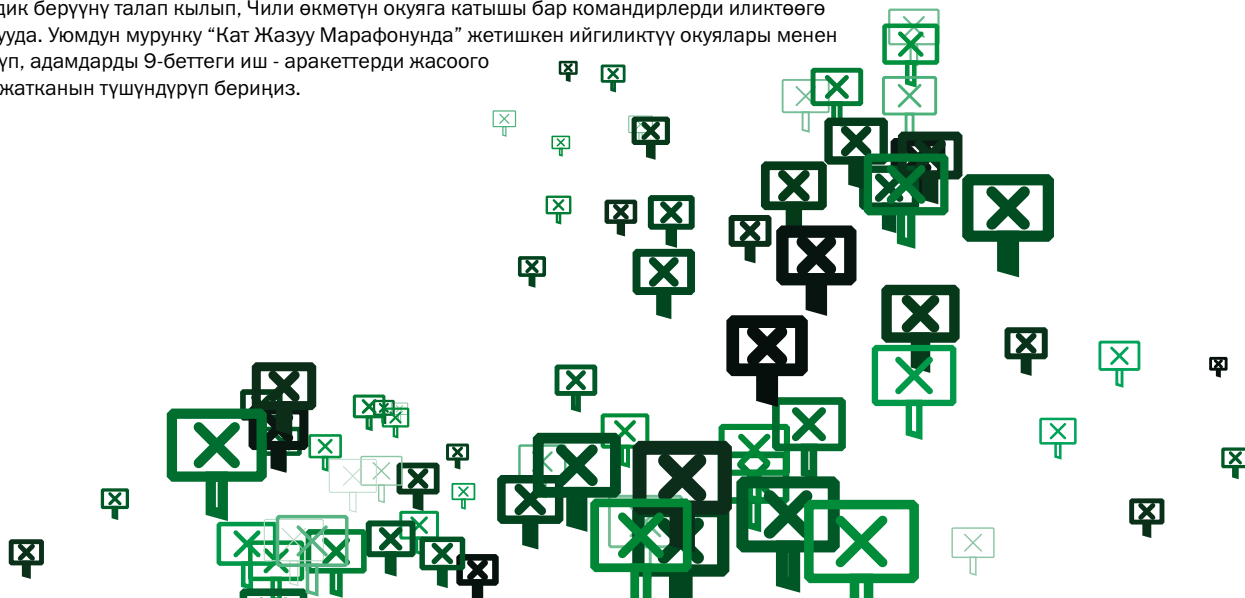 дик берүүнү талап кылып, Чили өкмөтүн окуяга катышы бар командирлерди иликтөөгө
ууда. Уюмдун мурунку “Кат Жазуу Марафонунда” жетишкен ийгиликтүү окуялары менен
үп, адамдарды 9-беттеги иш - аракеттерди жасоого
жатканын түшүндүрүп бериңиз.